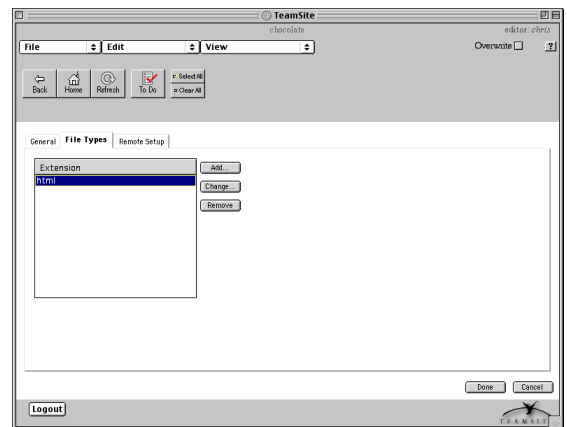 TeamSite
chocolate
editor: chris
File Edit View
Overwrite ?
Back Home Refresh To Do Select All
Clear All
General File Types Remote Setup
Extension
html
Add...
Change...
Remove
Done Cancel
Logout
TEAMSIT